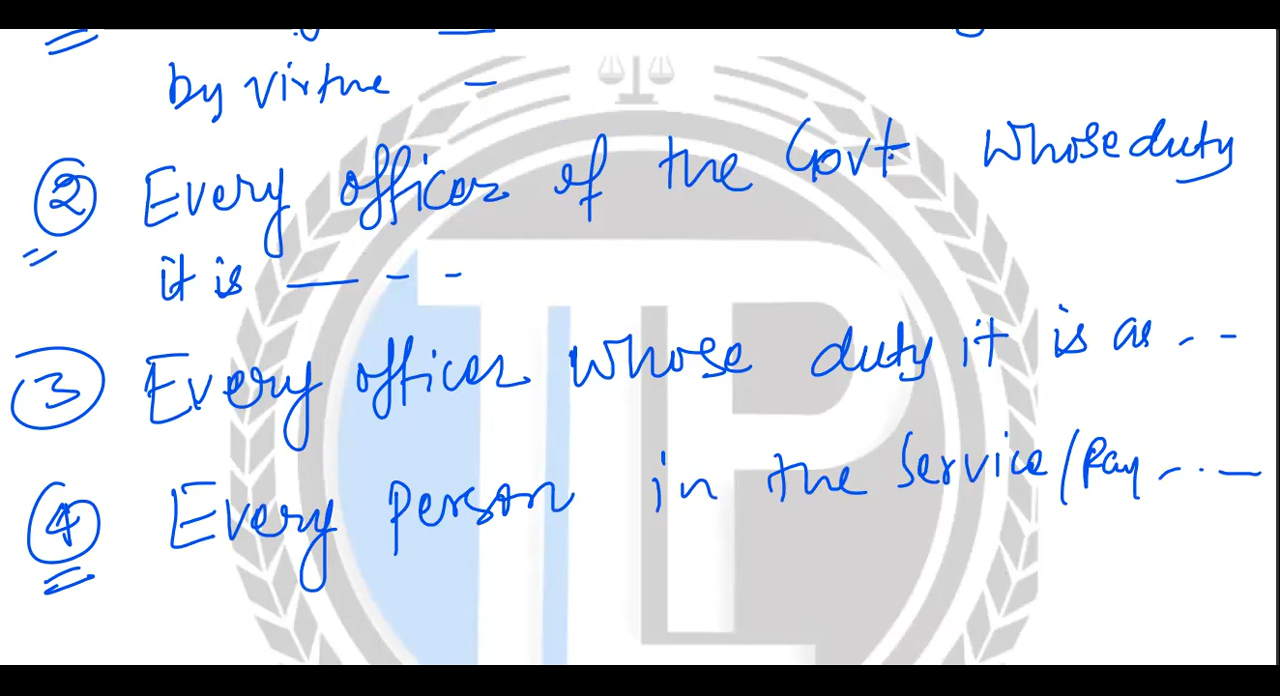 by virtue -
② Every officer of the Govt. whose duty
it is — - -
③ Every officer whose duty it is as - -
④ Every person in the Service/Pay - . . —
TLP